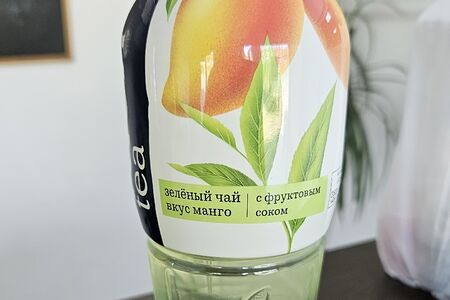 tea
зелёный чай
вкус манго
с фруктовым
соком